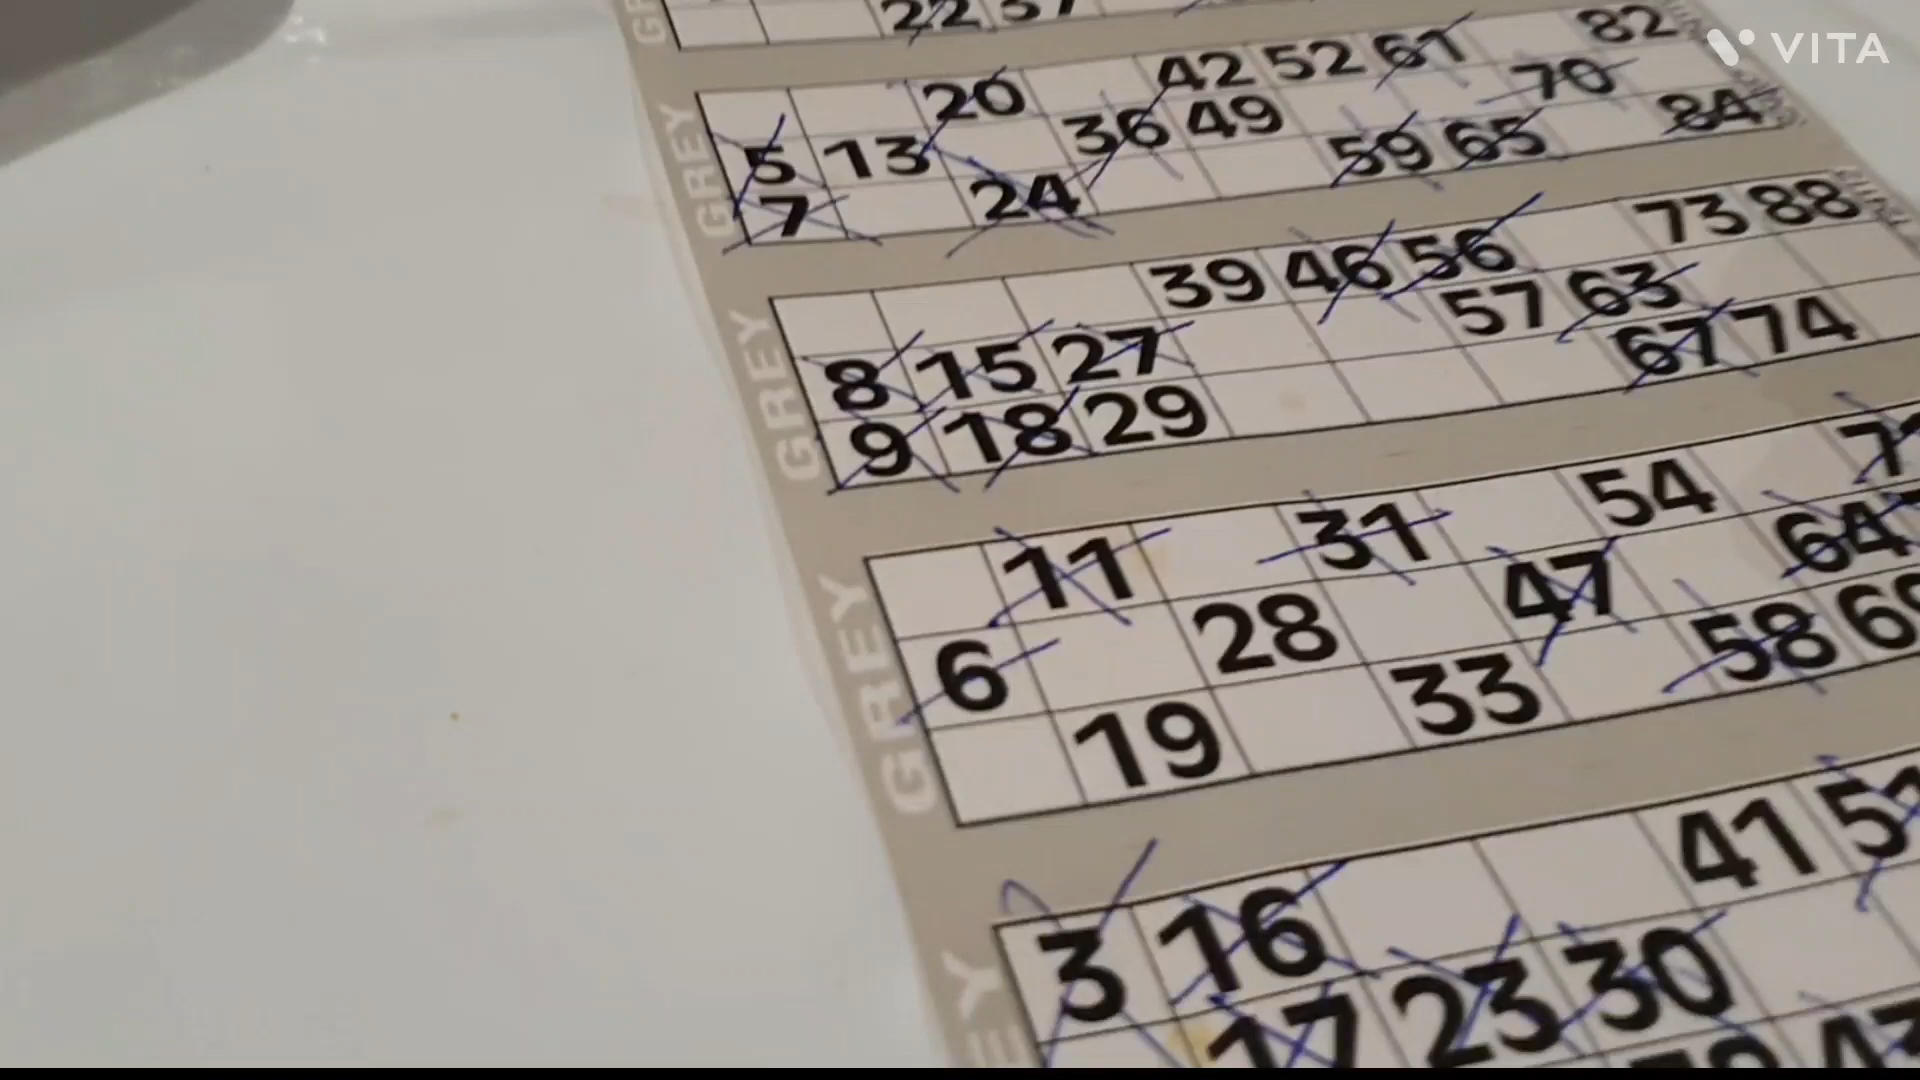 22 37
VITA
GREY
20 42 52 61 82
5 13 36 49 70
7 24 59 65 84
GREY
39 46 56 73 88
8 15 27 57 63
9 18 29 67 74
GREY
11 31 54
6 28 47 64
19 33 58
3 16 41
17 23 30